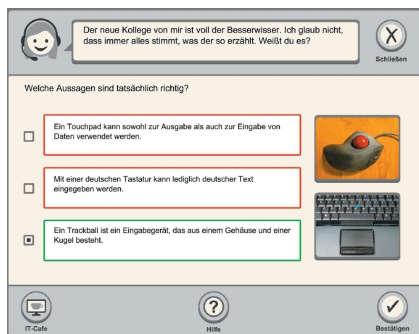 Der neue Kollege von mir ist voll der Besserwisser. Ich glaub nicht,
dass immer alles stimmt, was der so erzählt. Weißt du es?
Schließen
Welche Aussagen sind tatsächlich richtig?
Ein Touchpad kann sowohl zur Ausgabe als auch zur Eingabe von
Daten verwendet werden.
Mit einer deutschen Tastatur kann lediglich deutscher Text
eingegeben werden.
Ein Trackball ist ein Eingabegerät, das aus einem Gehäuse und einer
Kugel besteht.
IT-Cafe
Hilfe
Bestätigen